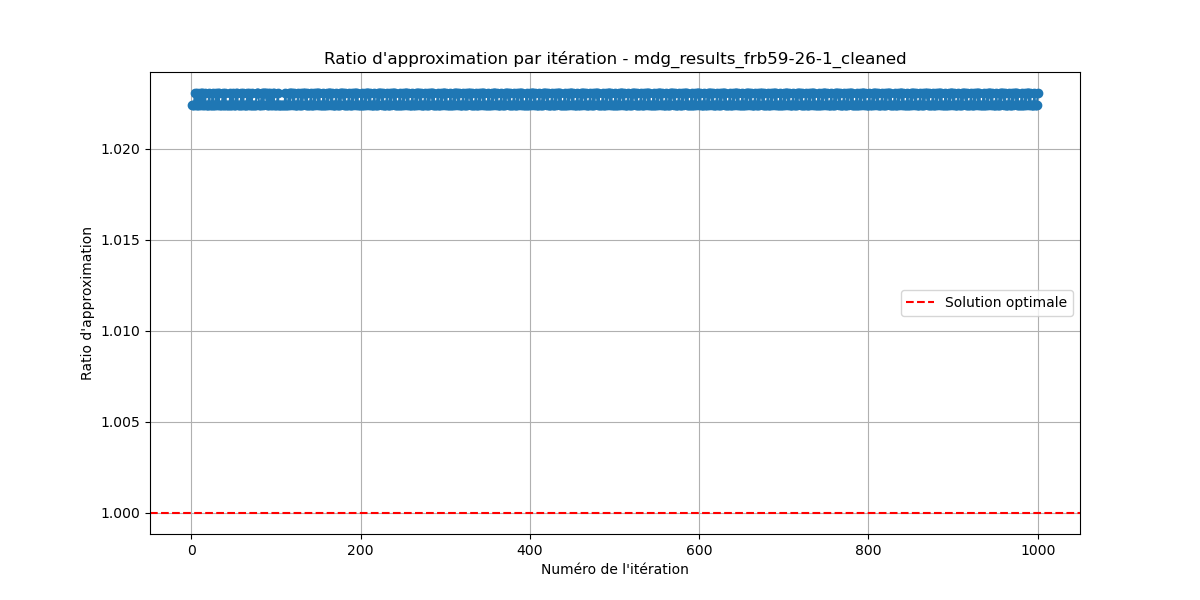 Ratio d'approximation par itération - mdg_results_frb59-26-1_cleaned
Ratio d'approximation
1.020
1.015
1.010
1.005
1.000
Solution optimale
0 200 400 600 800 1000
Numéro de l'itération